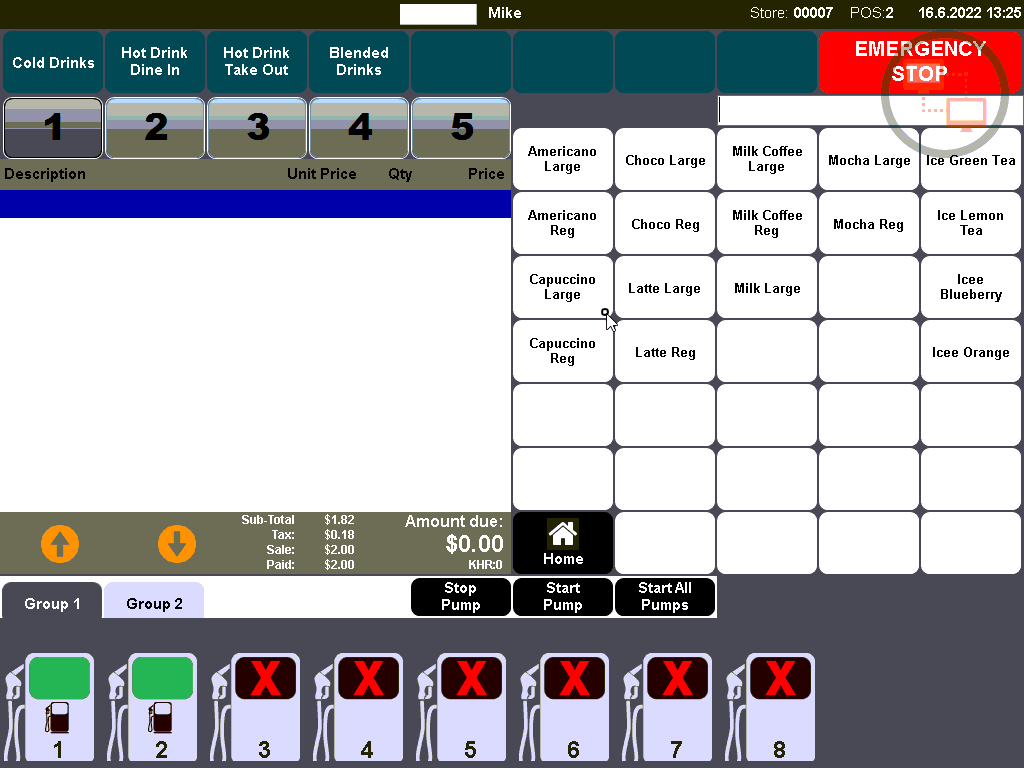 Mike Store: 00007 POS:2 16.6.2022 13:25
Cold Drinks
Hot Drink
Dine In
Hot Drink
Take Out
Blended
Drinks
EMERGENCY
STOP
1 2 3 4 5
Description Unit Price Qty Price
Americano
Large
Choco Large
Milk Coffee
Large
Mocha Large
Ice Green Tea
Americano
Reg
Choco Reg
Milk Coffee
Reg
Mocha Reg
Ice Lemon
Tea
Capuccino
Large
Latte Large
Milk Large
Icee
Blueberry
Capuccino
Reg
Latte Reg
Icee Orange
Sub-Total $1.82
Tax: $0.18
Sale: $2.00
Paid: $2.00
Amount due:
$0.00
KHR:0
Home
Group 1
Group 2
Stop
Pump
Start
Pump
Start All
Pumps
X X X X X X
1 2 3 4 5 6 7 8